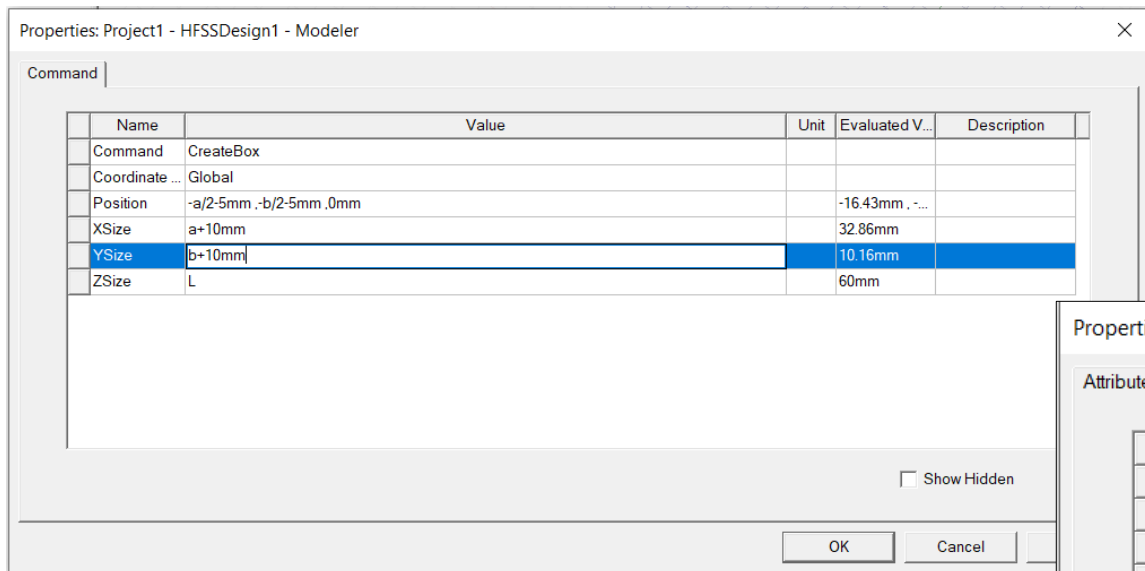 Properties: Project1 - HFSSDesign1 - Modeler
Command
Name Value Unit Evaluated V... Description
Command CreateBox
Coordinate ... Global
Position -a/2-5mm ,-b/2-5mm ,0mm -16.43mm , -...
XSize a+10mm 32.86mm
YSize b+10mm 10.16mm
ZSize L 60mm
Properti
Attribute
Show Hidden
OK Cancel